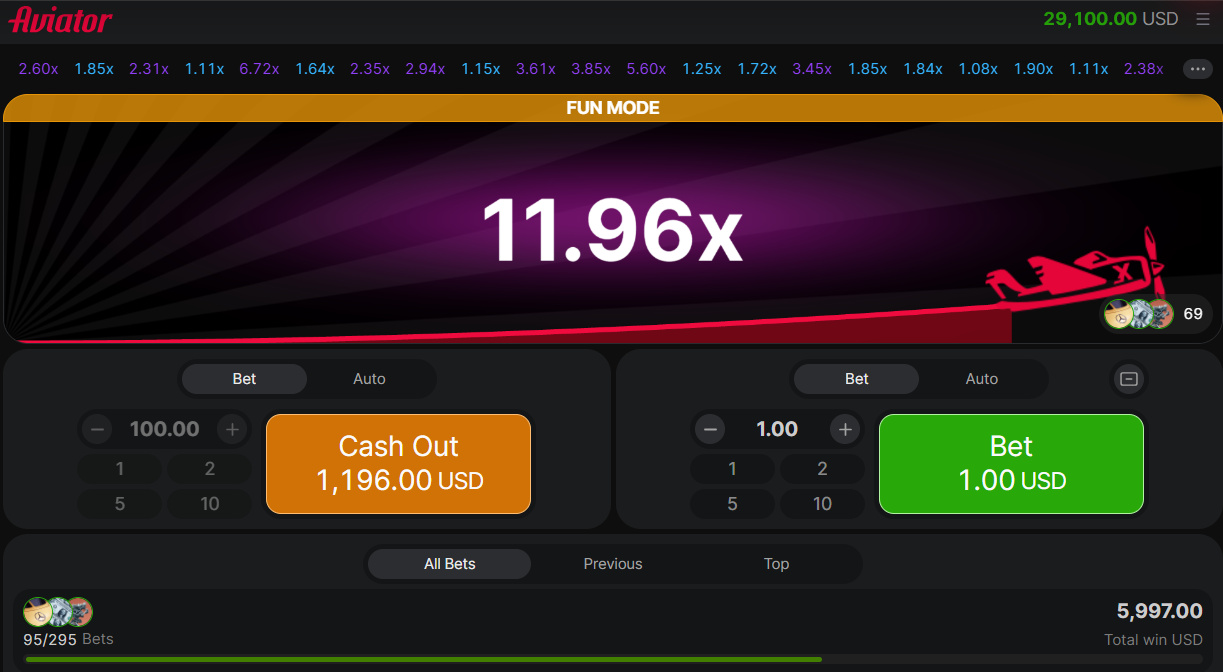 Aviator
29,100.00 USD
2.60x 1.85x 2.31x 1.11x 6.72x 1.64x 2.35x 2.94x 1.15x 3.61x 3.85x 5.60x 1.25x 1.72x 3.45x 1.85x 1.84x 1.08x 1.90x 1.11x 2.38x
FUN MODE
11.96x
X
69
Bet Auto
100.00
1 2
5 10
Cash Out
1,196.00 USD
Bet Auto
1.00
1 2
5 10
Bet
1.00 USD
All Bets Previous Top
5,997.00
95/295 Bets
Total win USD